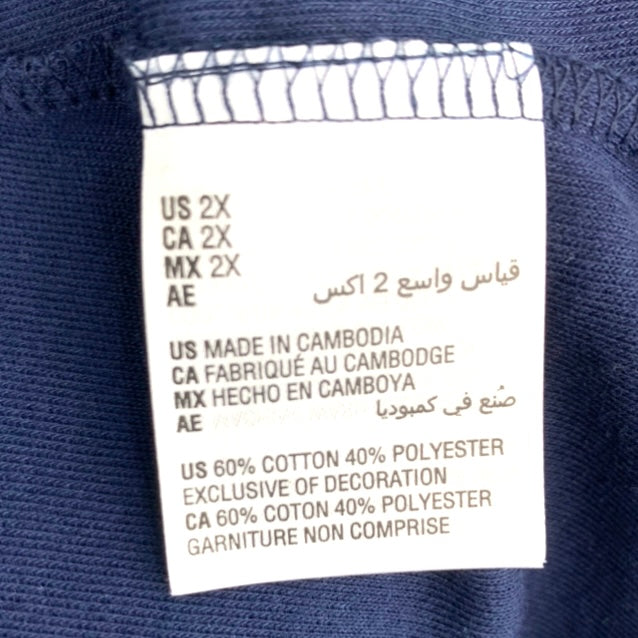 US 2X
CA 2X
MX 2X
AE قياس واسع 2 اكس
US MADE IN CAMBODIA
CA FABRIQUÉ AU CAMBODGE
MX HECHO EN CAMBOYA
AE صُنع في كمبوديا
US 60% COTTON 40% POLYESTER
EXCLUSIVE OF DECORATION
CA 60% COTON 40% POLYESTER
GARNITURE NON COMPRISE